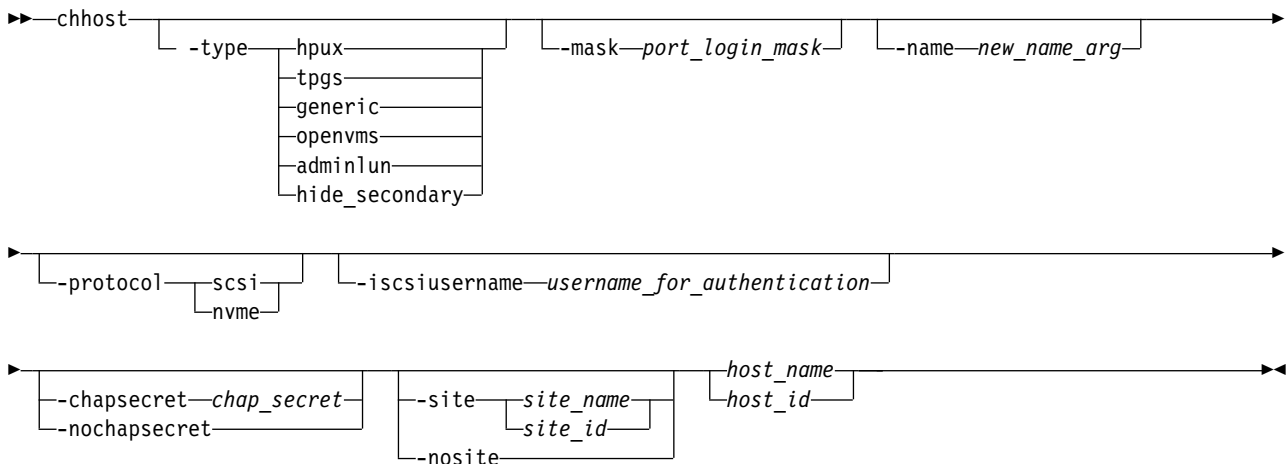 chhost -type hpux -mask port_login_mask -name new_name_arg
tpgs
generic
openvms
adminlun
hide_secondary
-protocol scsi -iscsiusername username_for_authentication
nvme
-chapsecret chap_secret -site site_name host_name
-nochapsecret site_id host_id
-nosite